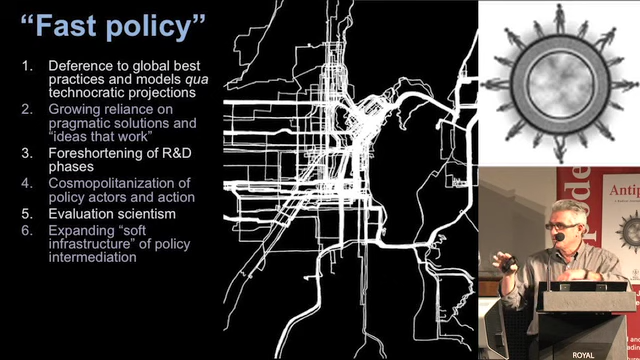 “Fast policy”
1. Deference to global best
practices and models qua
technocratic projections
2. Growing reliance on
pragmatic solutions and
“ideas that work”
3. Foreshortening of R&D
phases
4. Cosmopolitanization of
policy actors and action
5. Evaluation scientism
6. Expanding “soft
infrastructure” of policy
intermediation
Antip
ROYAL